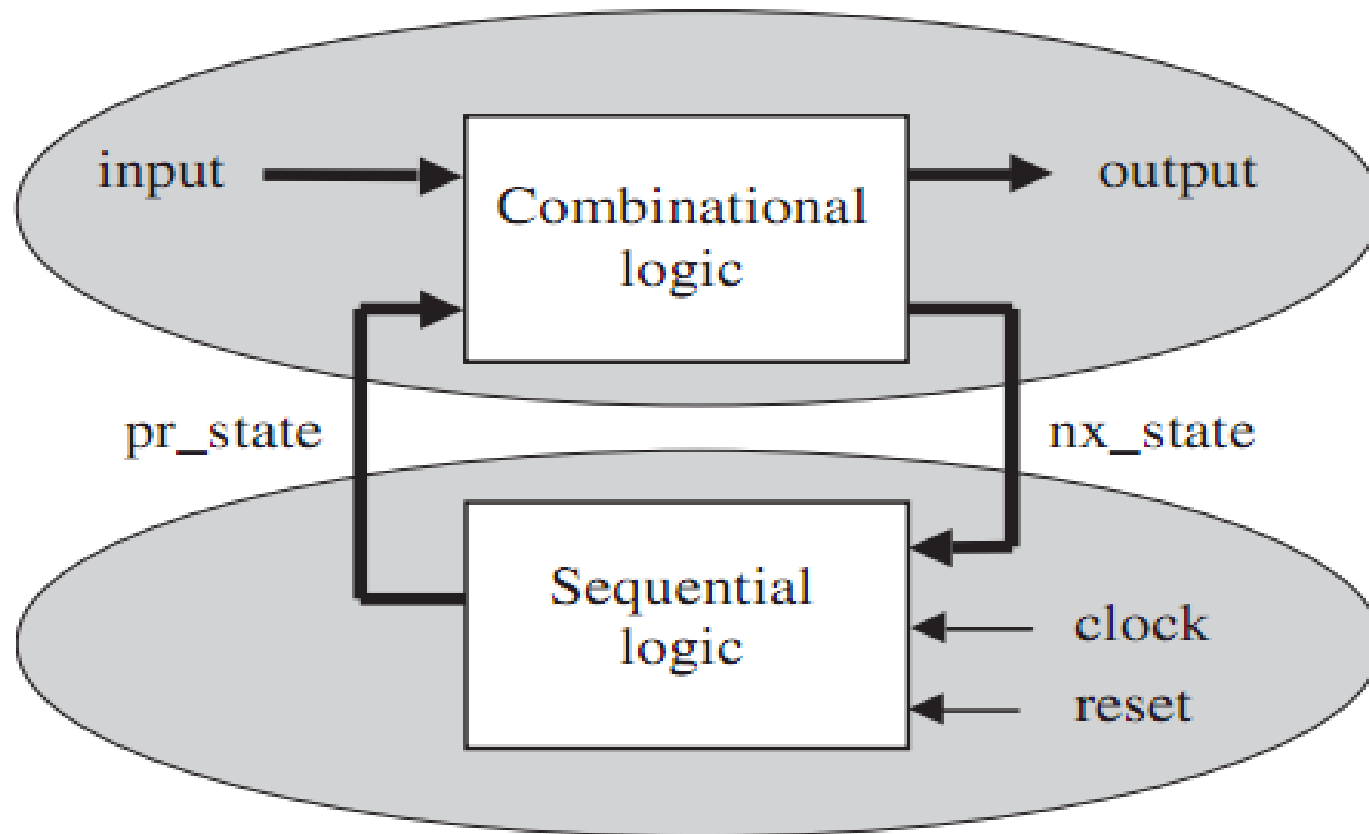 input
Combinational
logic
output
pr_state
nx_state
Sequential
logic
clock
reset